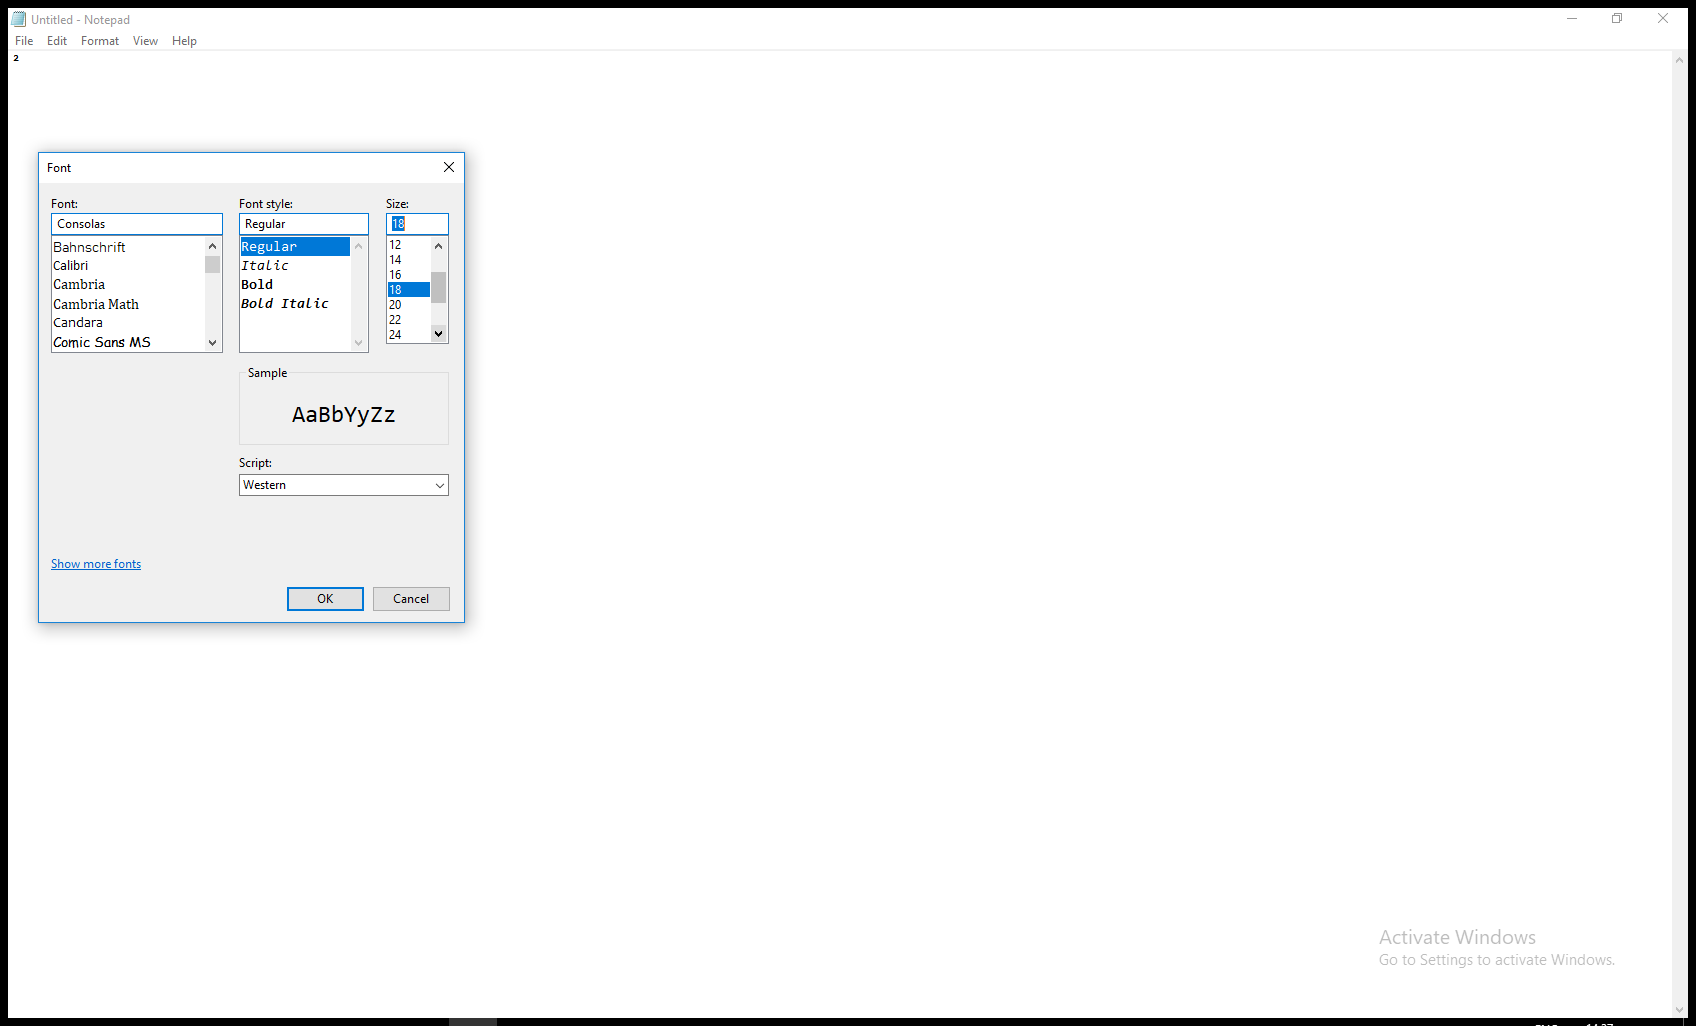 Untitled - Notepad
File Edit Format View Help
2
Font
Font: Font style: Size:
Consolas Regular 18
Bahnschrift
Calibri
Cambria
Cambria Math
Candara
Comic Sans MS
Regular
Italic
Bold
Bold Italic
12
14
16
18
20
22
24
Sample
AaBbYyZz
Script:
Western
Show more fonts
OK Cancel
Activate Windows
Go to Settings to activate Windows.